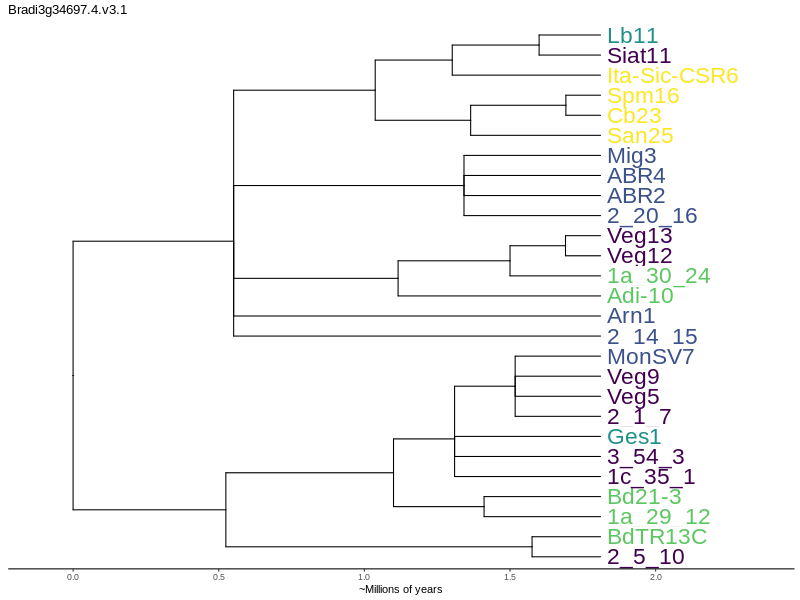 Bradi3g34697.4.v3.1
Lb11
Siat11
Ita-Sic-CSR6
Spm16
Cb23
San25
Mig3
ABR4
ABR2
2_20_16
Veg13
Veg12
1a_30_24
Adi-10
Arn1
2_14_15
MonSV7
Veg9
Veg5
2_1_7
Ges1
3_54_3
1c_35_1
Bd21-3
1a_29_12
BdTR13C
2_5_10
0.0 0.5 1.0 1.5 2.0
~Millions of years